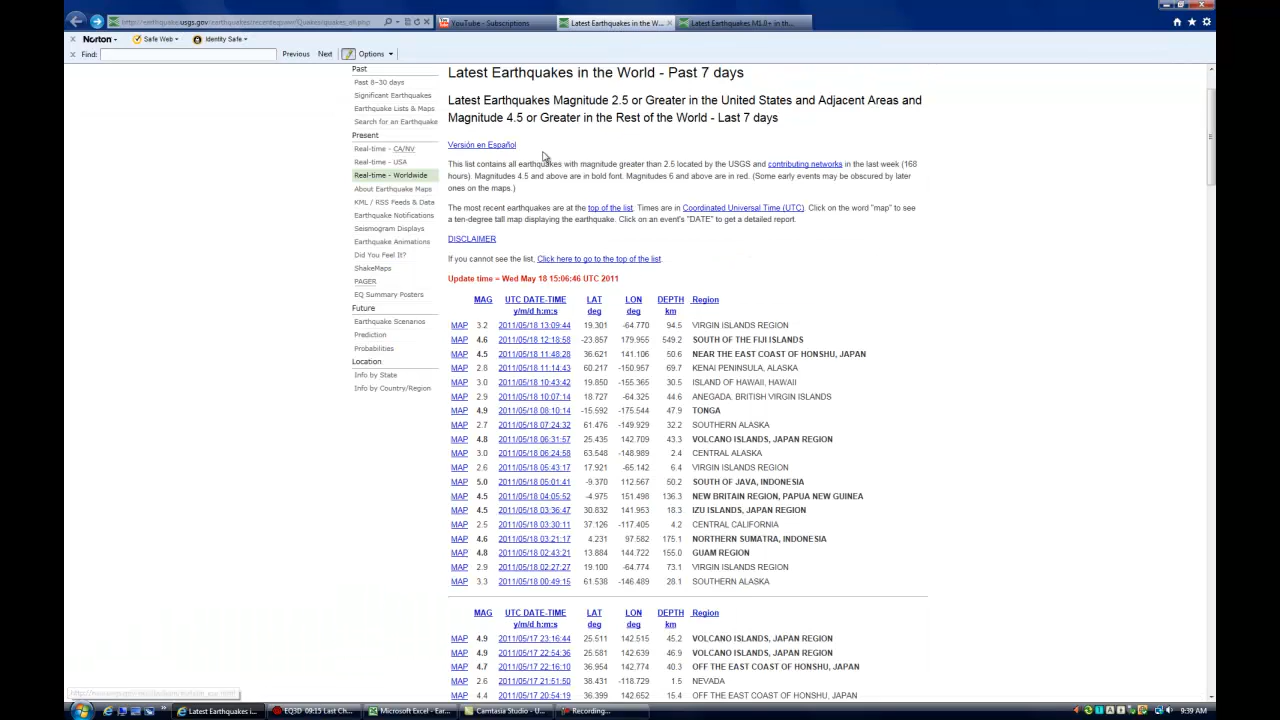 http://earthquake.usgs.gov/earthquakes/recenteqsww/Quakes/quakes_all.php
YouTube - Subscriptions
Latest Earthquakes in the W...
Latest Earthquakes M1.0+ in th...
Norton
Safe Web
Identity Safe
Find:
Previous
Next
Options
Past
Past 8-30 days
Significant Earthquakes
Earthquake Lists & Maps
Search for an Earthquake
Present
Real-time - CA/NV
Real-time - USA
Real-time - Worldwide
About Earthquake Maps
KML / RSS Feeds & Data
Earthquake Notifications
Seismogram Displays
Earthquake Animations
Did You Feel It?
ShakeMaps
PAGER
EQ Summary Posters
Future
Earthquake Scenarios
Prediction
Probabilities
Location
Info by State
Info by Country/Region
Latest Earthquakes in the World - Past 7 days
Latest Earthquakes Magnitude 2.5 or Greater in the United States and Adjacent Areas and
Magnitude 4.5 or Greater in the Rest of the World - Last 7 days
Versión en Español
This list contains all earthquakes with magnitude greater than 2.5 located by the USGS and contributing networks in the last week (168
hours). Magnitudes 4.5 and above are in bold font. Magnitudes 6 and above are in red. (Some early events may be obscured by later
ones on the maps.)
The most recent earthquakes are at the top of the list. Times are in Coordinated Universal Time (UTC). Click on the word "map" to see
a ten-degree tall map displaying the earthquake. Click on an event's "DATE" to get a detailed report.
DISCLAIMER
If you cannot see the list, Click here to go to the top of the list.
Update time = Wed May 18 15:06:46 UTC 2011
MAG UTC DATE-TIME LAT LON DEPTH Region
y/m/d h:m:s deg deg km
MAP 3.2 2011/05/18 13:09:44 19.301 -64.770 94.5 VIRGIN ISLANDS REGION
MAP 4.6 2011/05/18 12:18:58 -23.857 179.955 549.2 SOUTH OF THE FIJI ISLANDS
MAP 4.5 2011/05/18 11:48:28 36.621 141.106 50.6 NEAR THE EAST COAST OF HONSHU, JAPAN
MAP 2.8 2011/05/18 11:14:43 60.217 -150.957 69.7 KENAI PENINSULA, ALASKA
MAP 3.0 2011/05/18 10:43:42 19.850 -155.365 30.5 ISLAND OF HAWAII, HAWAII
MAP 2.9 2011/05/18 10:07:14 18.727 -64.325 44.6 ANEGADA, BRITISH VIRGIN ISLANDS
MAP 4.9 2011/05/18 08:10:14 -15.592 -175.544 47.9 TONGA
MAP 2.7 2011/05/18 07:24:32 61.476 -149.929 32.2 SOUTHERN ALASKA
MAP 4.8 2011/05/18 06:31:57 25.435 142.709 43.3 VOLCANO ISLANDS, JAPAN REGION
MAP 3.0 2011/05/18 06:24:58 63.548 -148.989 2.4 CENTRAL ALASKA
MAP 2.6 2011/05/18 05:43:17 17.921 -65.142 6.4 VIRGIN ISLANDS REGION
MAP 5.0 2011/05/18 05:01:41 -9.370 112.567 50.2 SOUTH OF JAVA, INDONESIA
MAP 4.5 2011/05/18 04:05:52 -4.975 151.498 136.3 NEW BRITAIN REGION, PAPUA NEW GUINEA
MAP 4.5 2011/05/18 03:36:47 30.832 141.953 18.3 IZU ISLANDS, JAPAN REGION
MAP 2.5 2011/05/18 03:30:11 37.126 -117.405 4.2 CENTRAL CALIFORNIA
MAP 4.6 2011/05/18 03:21:17 4.231 97.582 175.1 NORTHERN SUMATRA, INDONESIA
MAP 4.8 2011/05/18 02:43:21 13.884 144.722 155.0 GUAM REGION
MAP 2.9 2011/05/18 02:27:27 19.100 -64.774 73.1 VIRGIN ISLANDS REGION
MAP 3.3 2011/05/18 00:49:15 61.538 -146.489 28.1 SOUTHERN ALASKA
MAG UTC DATE-TIME LAT LON DEPTH Region
y/m/d h:m:s deg deg km
MAP 4.9 2011/05/17 23:16:44 25.511 142.515 45.2 VOLCANO ISLANDS, JAPAN REGION
MAP 4.9 2011/05/17 22:54:36 25.581 142.639 46.9 VOLCANO ISLANDS, JAPAN REGION
MAP 4.7 2011/05/17 22:16:10 36.954 142.774 40.3 OFF THE EAST COAST OF HONSHU, JAPAN
MAP 2.6 2011/05/17 21:51:50 38.431 -118.729 1.5 NEVADA
MAP 4.4 2011/05/17 20:54:19 36.399 142.652 15.4 OFF THE EAST COAST OF HONSHU, JAPAN
Latest Earthquakes i...
EQ3D 09:15 Last Ch...
Microsoft Excel - Ear...
Camtasia Studio - U...
Recording...
9:39 AM